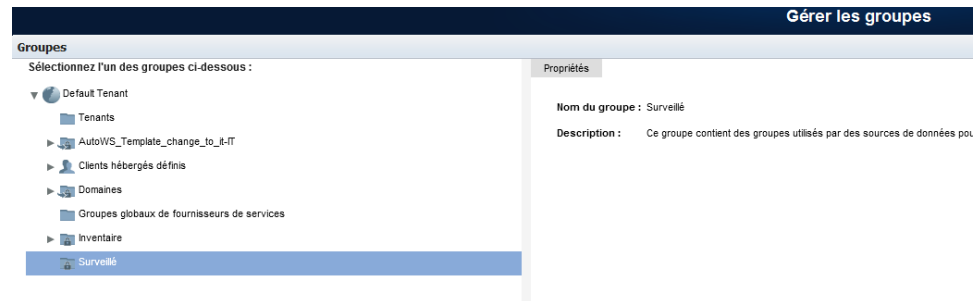 Gérer les groupes
Groupes
Sélectionnez l'un des groupes ci-dessous :
Default Tenant
Tenants
AutoWS_Template_change_to_it-IT
Clients hébergés définis
Domaines
Groupes globaux de fournisseurs de services
Inventaire
Surveillé
Propriétés
Nom du groupe : Surveillé
Description : Ce groupe contient des groupes utilisés par des sources de données pou